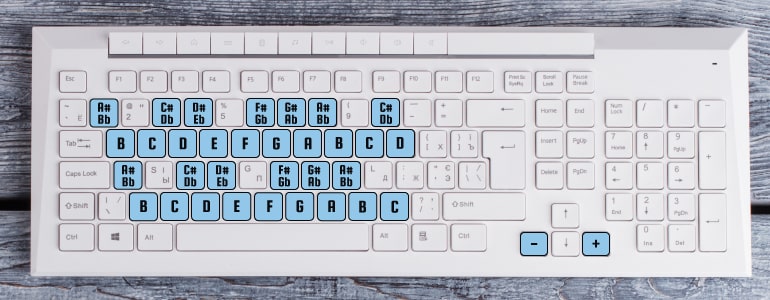 Esc F1 F2 F3 F4 F5 F6 F7 F8 F9 F10 F11 F12 Scroll Lock Pause Break
~ - Ё A# Bb @ 2 C# Db D# Eb % 5 F# Gb G# Ab A# Bb ( 9 C# Db + = Home End Num Lock / * -
Tab B C D E F G A B C D { [ Х } ] Ъ Insert PgUp 7 Home 8 ↑ 9 PgUp +
Caps Lock A# Bb S Ы C# Db D# Eb G П F# Gb G# Ab A# Bb L Д : ; Ж Э Delete PgDn 4 ← 5 6 →
⇧Shift | / \ B C D E F G A B C ? / ⇧Shift ↑ 1 End 2 ↓ 3 PgDn
Ctrl Alt Alt Ctrl - ↓ + 0 Ins . Del